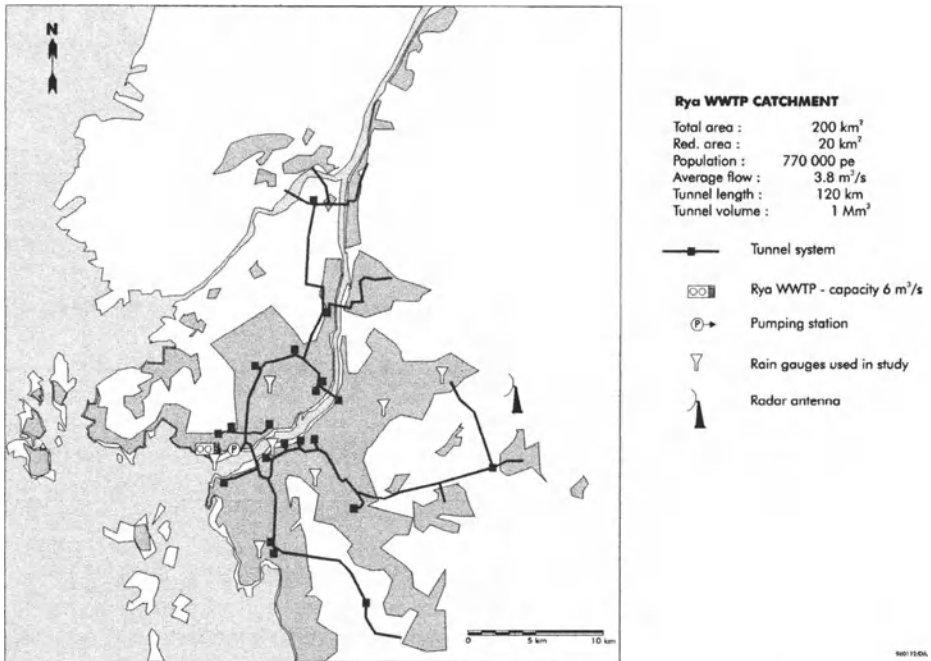 N
Rya WWTP CATCHMENT
Total area : 200 km²
Red. area : 20 km²
Population : 770 000 pe
Average flow : 3.8 m³/s
Tunnel length : 120 km
Tunnel volume : 1 Mm³
Tunnel system
Rya WWTP - capacity 6 m³/s
P Pumping station
Rain gauges used in study
Radar antenna
P
0 5 km 10 km